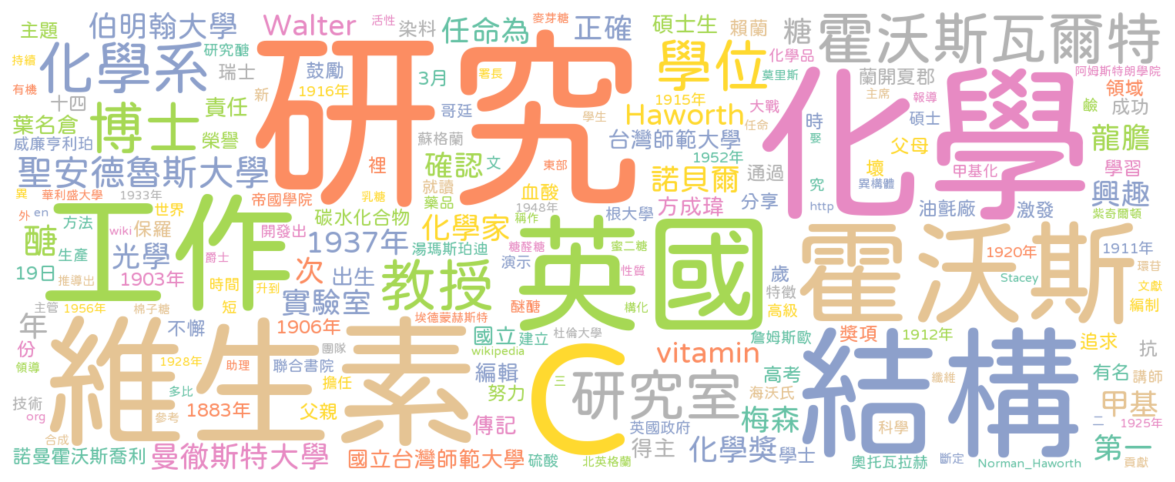 主題
伯明翰大學
Walter
染料
任命為
麥芽糖
正確
碩士生
賴蘭
糖
霍沃斯瓦爾特
持續
化學系
研究醣
活性
研究
化學
學位
化學品
莫里斯
蘭開夏郡
阿姆斯特朗學院
領域
有機
瑞士
鼓勵
3月
署長
1915年
大戰
主席
報導
鹼
十四
博士
責任
新
1916年
哥廷
學生
Haworth
任命
時
碩士
成功
葉名倉
榮譽
蘇格蘭
台灣師範大學
父母
龍膽
威廉亨利珀
裡
確認
文
東部
1952年
通過
娶
甲基化
學習
聖安德魯斯大學
就讀
諾貝爾
壞
異構體
興趣
異
華利盛大學
1933年
帝國學院
乳糖
藥品
血酸
1948年
根大學
分享
究
http
油氈廠
激發
紫奇爾頓
外
en
方法
世界
工作
碳水化合物
化學家
稱作
英國
方成瑋
霍沃斯
醣
wiki
保羅
開發出
1937年
湯瑪斯珀迪
糖醛糖
蜜二糖
歲
1920年
1911年
19日
生產
光學
爵士
次
出生
教授
演示
性質
特徵
Stacey
環苷
推導出
1903年
時間
升到
實驗室
醚醣
構化
高級
文獻
主管
1956年
棉子糖
短
埃德蒙赫斯特
編制
年
不懈
1906年
國立
建立
杜倫大學
詹姆斯歐
獎項
1912年
追求
抗
份
維生素
1928年
團隊
wikipedia
C
vitamin
結構
有名
講師
領導
助理
聯合書院
編輯
三
研究室
高考
纖維
甲基
技術
多比
擔任
努力
海沃氏
梅森
二
org
1883年
參考
父親
傳記
英國政府
科學
1925年
合成
得主
化學獎
學士
第一
諾曼霍沃斯喬利
曼徹斯特大學
國立台灣師範大學
硫酸
北英格蘭
奧托瓦拉赫
斷定
Norman_Haworth
貢獻